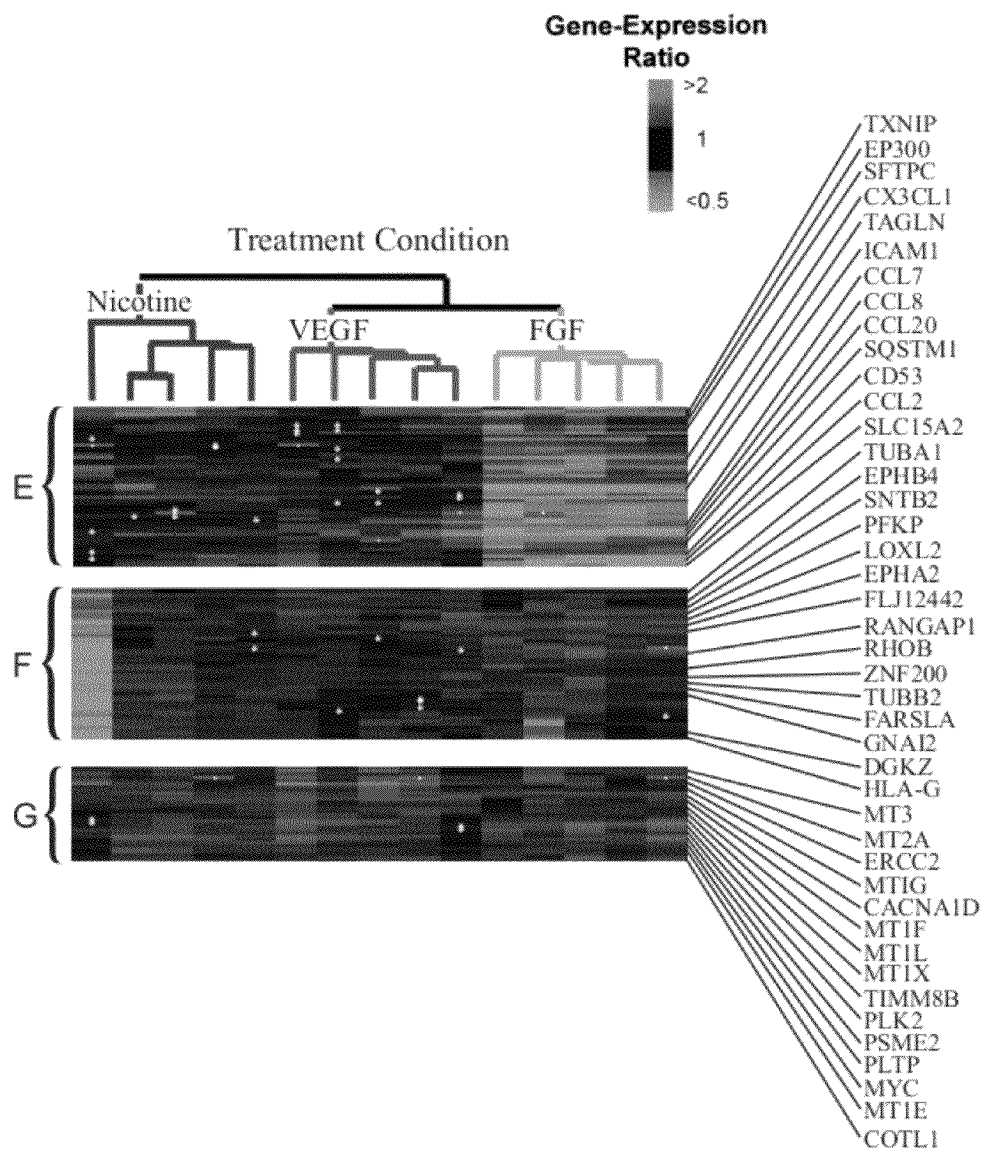 Gene-Expression
Ratio
>2
1
<0.5
Treatment Condition
Nicotine
VEGF
FGF
E
F
G
TXNIP
EP300
SFTPC
CX3CL1
TAGLN
ICAM1
CCL7
CCL8
CCL20
SQSTM1
CD53
CCL2
SLC15A2
TUBA1
EPHB4
SNTB2
PFKP
LOXL2
EPHA2
FLJ12442
RANGAP1
RHOB
ZNF200
TUBB2
FARSLA
GNAI2
DGKZ
HLA-G
MT3
MT2A
ERCC2
MTIG
CACNA1D
MT1F
MT1L
MT1X
TIMM8B
PLK2
PSME2
PLTP
MYC
MT1E
COTL1